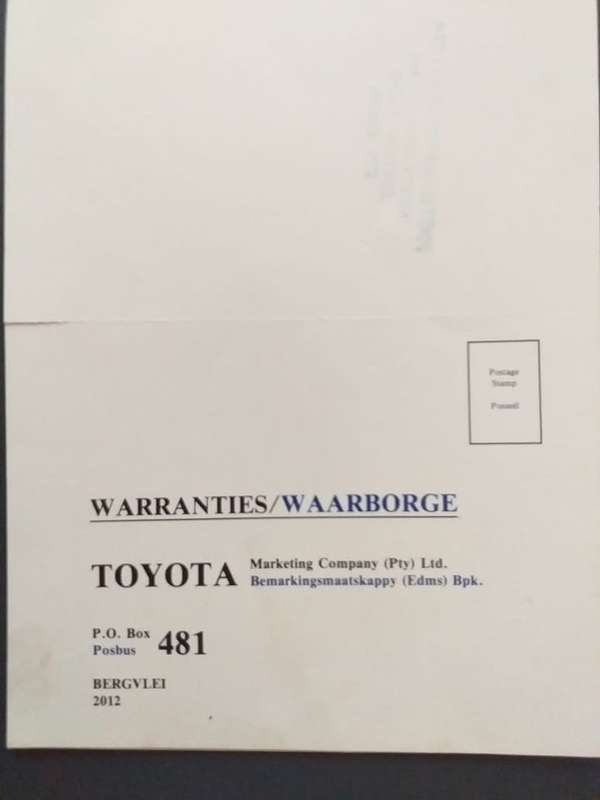 Postage
Stamp
Posseël
WARRANTIES/WAARBORGE
TOYOTA Marketing Company (Pty) Ltd.
Bemarkingsmaatskappy (Edms) Bpk.
P.O. Box
Posbus 481
BERGVLEI
2012